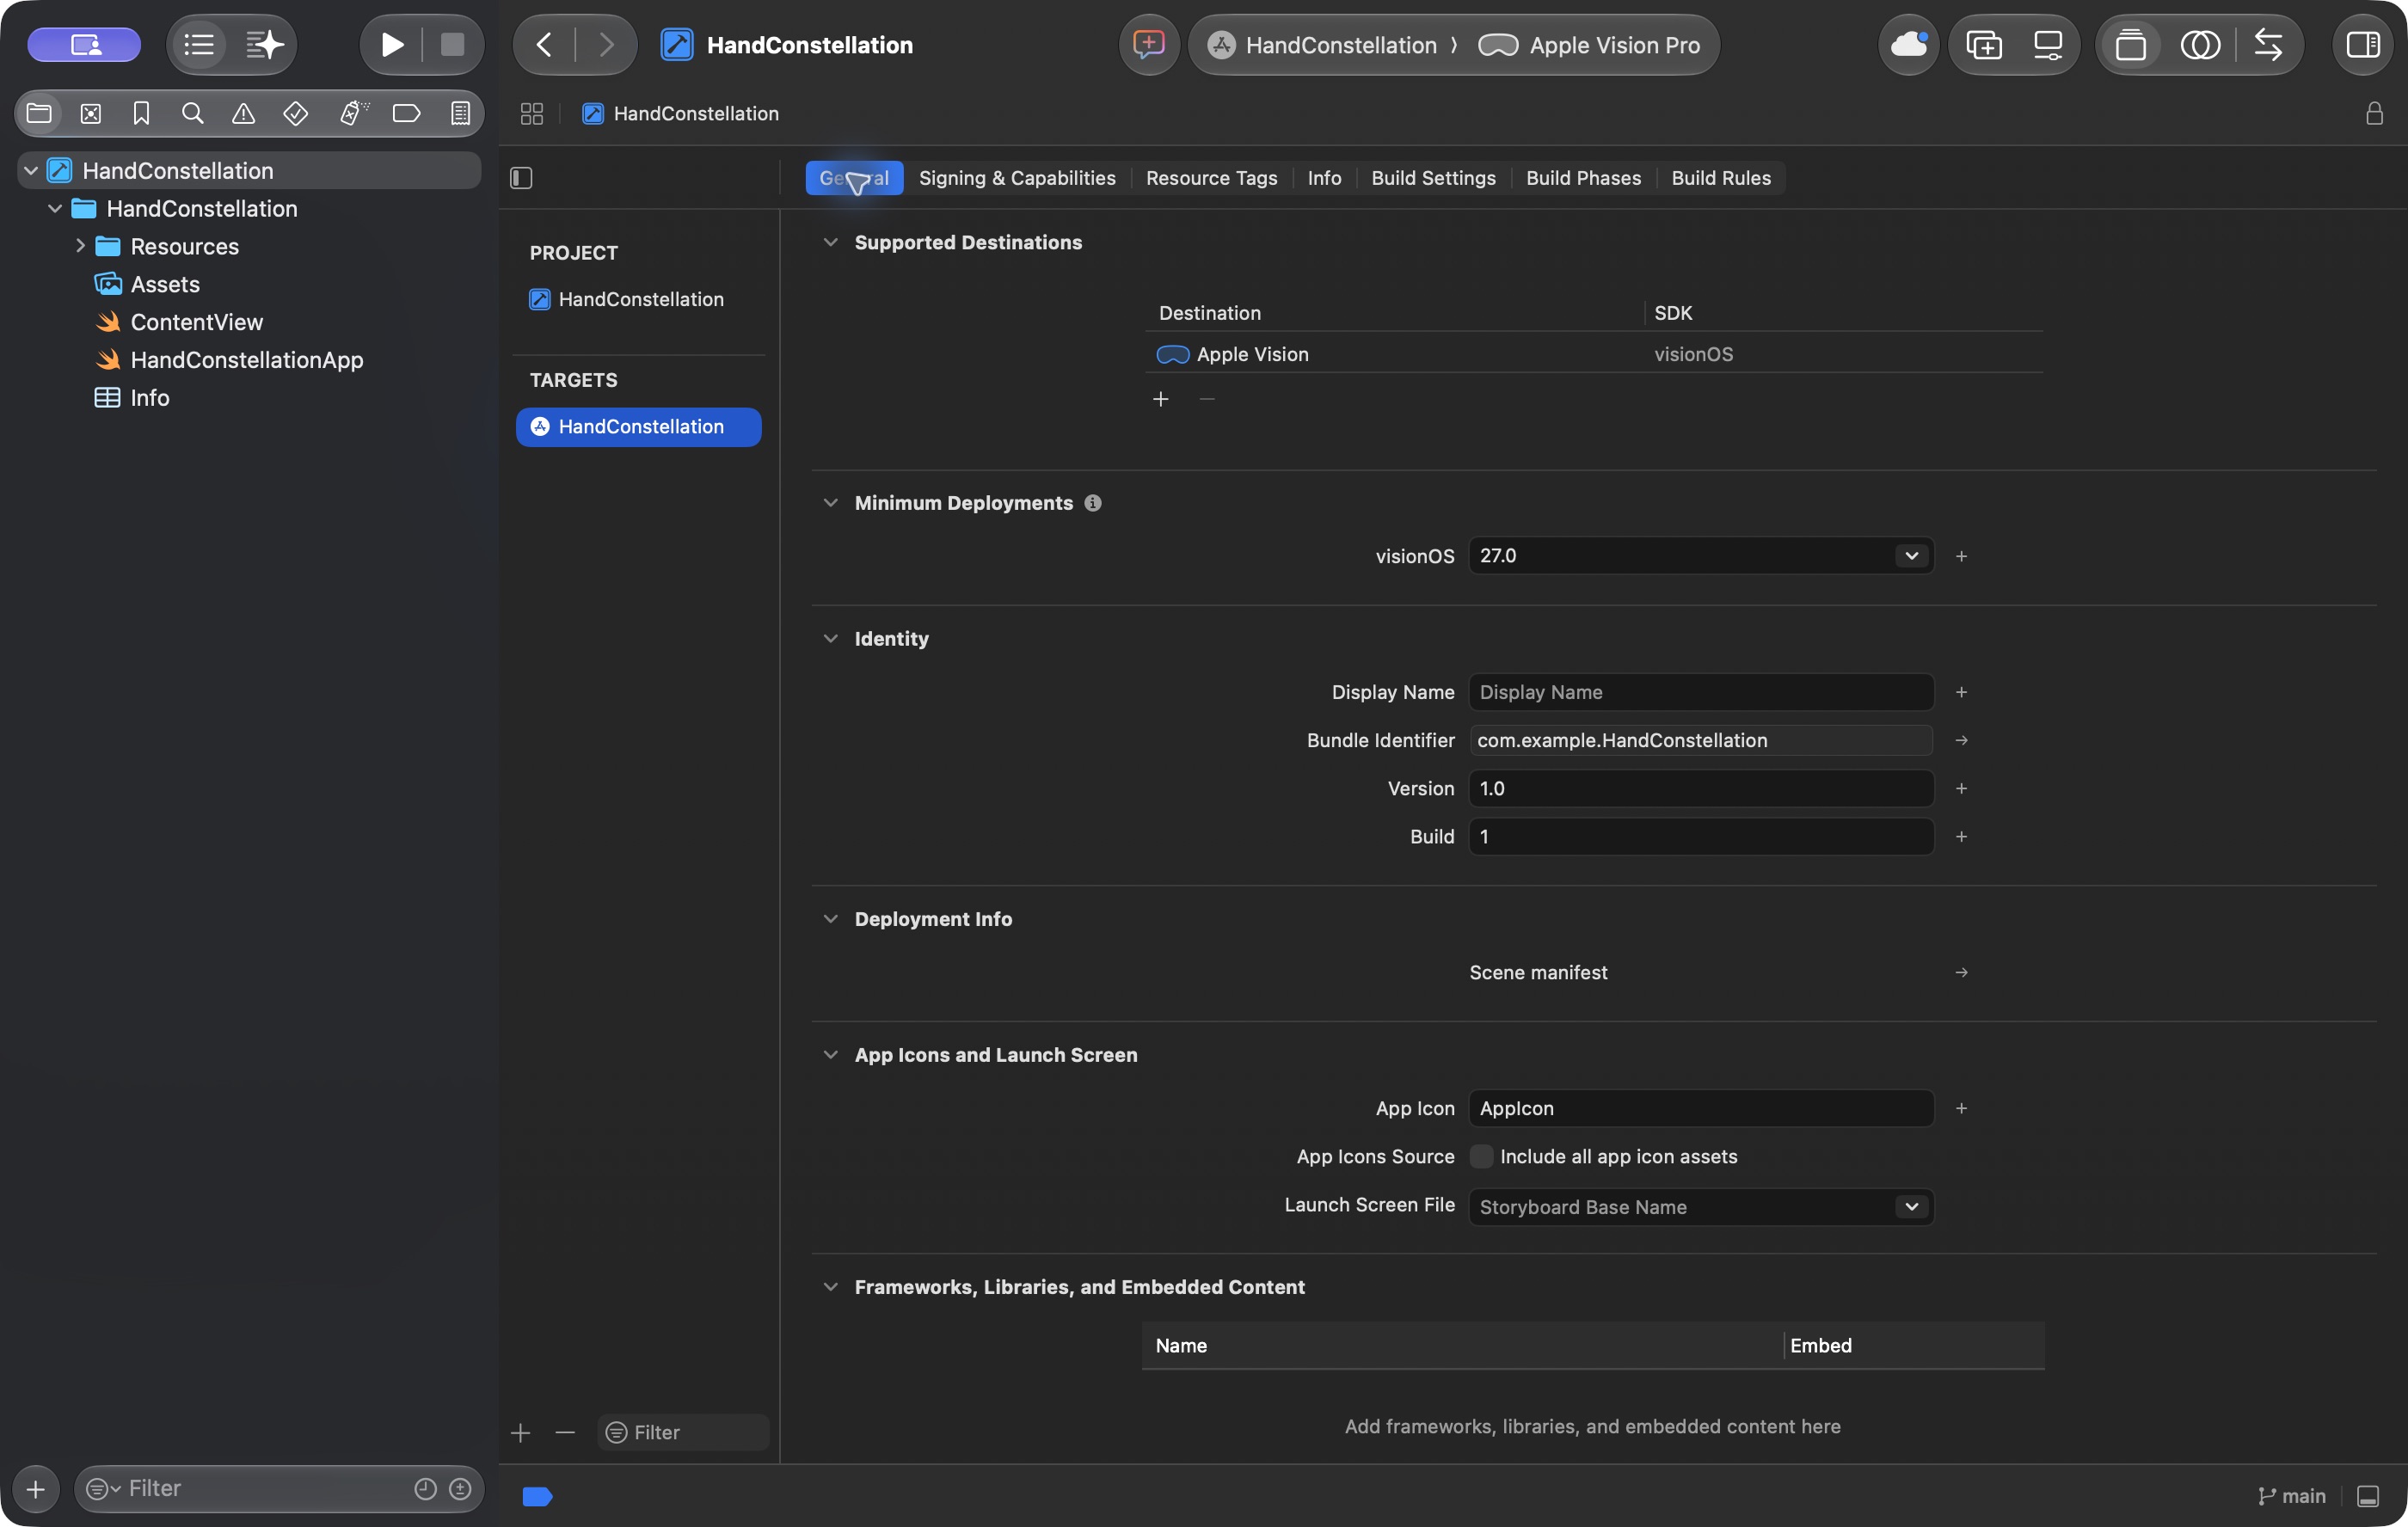 HandConstellation
HandConstellation
Apple Vision Pro
HandConstellation
HandConstellation
HandConstellation
Resources
Assets
ContentView
HandConstellationApp
Info
Filter
General
Signing & Capabilities
Resource Tags
Info
Build Settings
Build Phases
Build Rules
PROJECT
HandConstellation
TARGETS
HandConstellation
Filter
Supported Destinations
Destination
SDK
Apple Vision
visionOS
Minimum Deployments
visionOS
27.0
Identity
Display Name
Display Name
Bundle Identifier
com.example.HandConstellation
Version
1.0
Build
1
Deployment Info
Scene manifest
App Icons and Launch Screen
App Icon
AppIcon
App Icons Source
Include all app icon assets
Launch Screen File
Storyboard Base Name
Frameworks, Libraries, and Embedded Content
Name
Embed
Add frameworks, libraries, and embedded content here
main